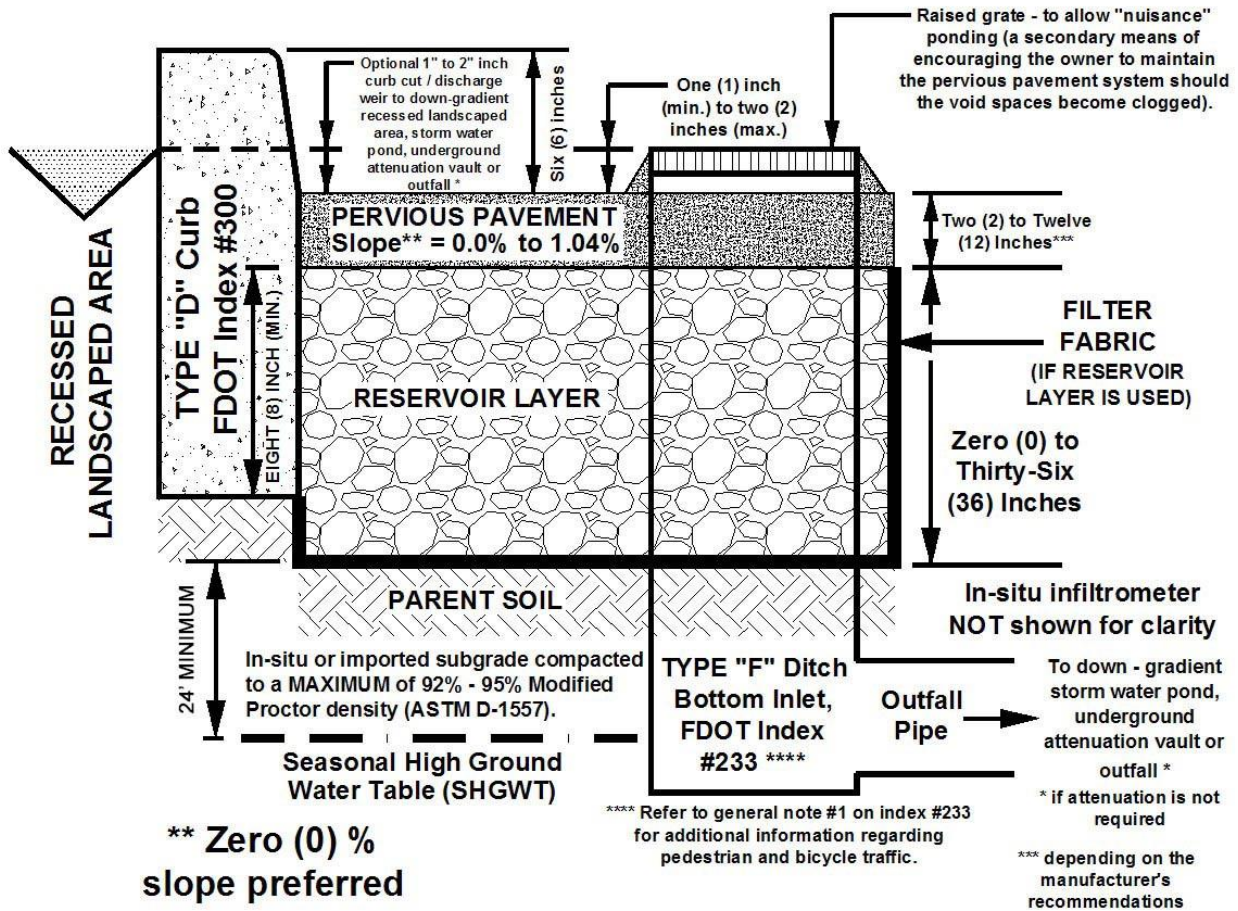 Raised grate - to allow "nuisance"
ponding (a secondary means of
encouraging the owner to maintain
the pervious pavement system should
the void spaces become clogged).
Optional 1" to 2" inch
curb cut / discharge
weir to down-gradient
recessed landscaped
area, storm water
pond, underground
attenuation vault or
outfall *
Six (6) inches
One (1) inch
(min.) to two (2)
inches (max.)
RECESSED
LANDSCAPED AREA
TYPE "D" Curb
FDOT Index #300
PERVIOUS PAVEMENT
Slope** = 0.0% to 1.04%
Two (2) to Twelve
(12) Inches***
EIGHT (8) INCH (MIN.)
RESERVOIR LAYER
FILTER
FABRIC
(IF RESERVOIR
LAYER IS USED)
Zero (0) to
Thirty-Six
(36) Inches
24' MINIMUM
PARENT SOIL
In-situ infiltrometer
NOT shown for clarity
In-situ or imported subgrade compacted
to a MAXIMUM of 92% - 95% Modified
Proctor density (ASTM D-1557).
Seasonal High Ground
Water Table (SHGWT)
TYPE "F" Ditch
Bottom Inlet,
FDOT Index
#233 ****
Outfall
Pipe
To down - gradient
storm water pond,
underground
attenuation vault or
outfall *
* if attenuation is not
required
**** Refer to general note #1 on index #233
for additional information regarding
pedestrian and bicycle traffic.
** Zero (0) %
slope preferred
*** depending on the
manufacturer's
recommendations